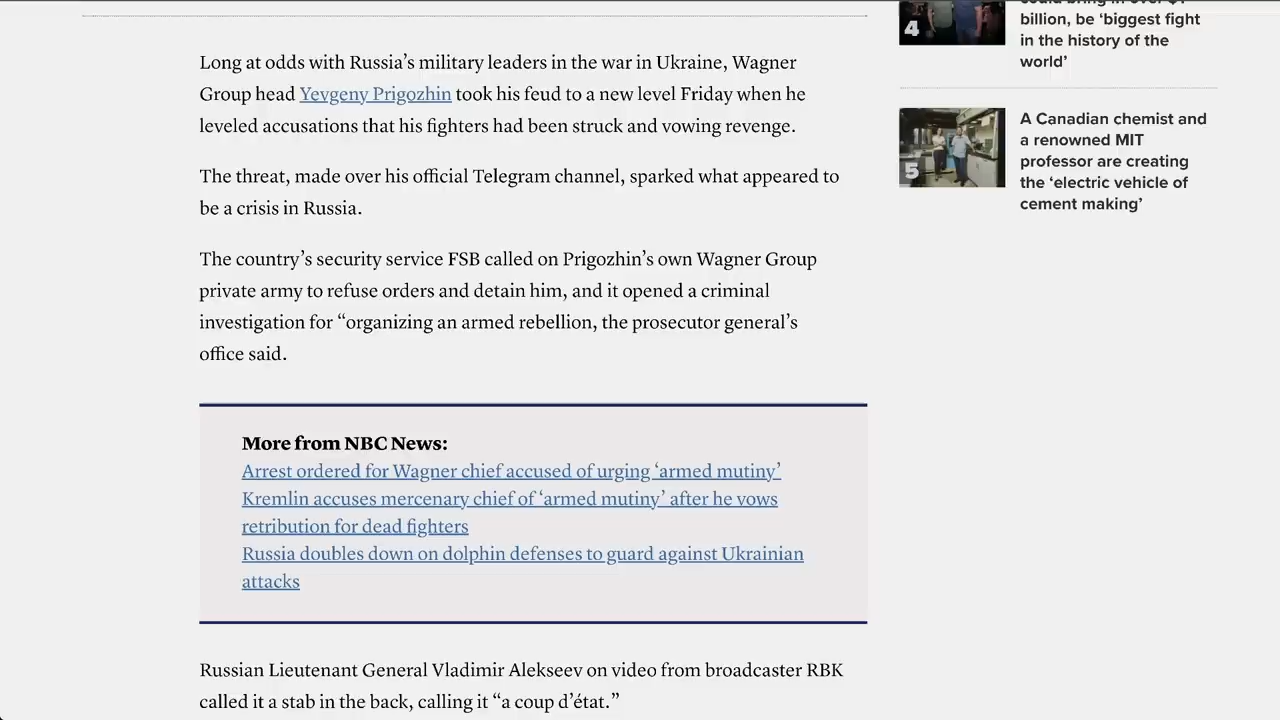 Long at odds with Russia’s military leaders in the war in Ukraine, Wagner
Group head Yevgeny Prigozhin took his feud to a new level Friday when he
leveled accusations that his fighters had been struck and vowing revenge.
The threat, made over his official Telegram channel, sparked what appeared to
be a crisis in Russia.
The country’s security service FSB called on Prigozhin’s own Wagner Group
private army to refuse orders and detain him, and it opened a criminal
investigation for “organizing an armed rebellion, the prosecutor general’s
office said.
More from NBC News:
Arrest ordered for Wagner chief accused of urging ‘armed mutiny’
Kremlin accuses mercenary chief of ‘armed mutiny’ after he vows
retribution for dead fighters
Russia doubles down on dolphin defenses to guard against Ukrainian
attacks
Russian Lieutenant General Vladimir Alekseev on video from broadcaster RBK
called it a stab in the back, calling it “a coup d’état.”
4
billion, be ‘biggest fight
in the history of the
world’
5
A Canadian chemist and
a renowned MIT
professor are creating
the ‘electric vehicle of
cement making’